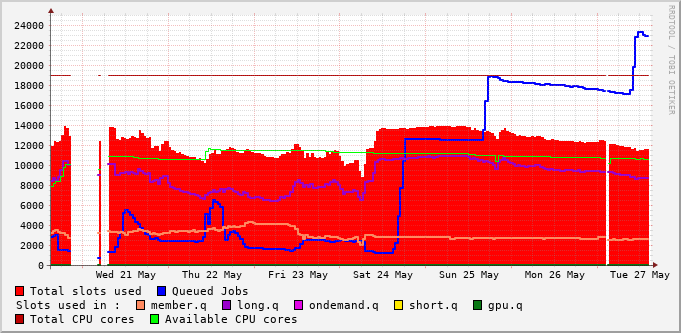 RRDTOOL / TOBI OETIKER
24000
22000
20000
18000
16000
14000
12000
10000
8000
6000
4000
2000
0
Wed 21 May Thu 22 May Fri 23 May Sat 24 May Sun 25 May Mon 26 May Tue 27 May
Total slots used Queued Jobs
Slots used in : member.q long.q ondemand.q short.q gpu.q
Total CPU cores Available CPU cores